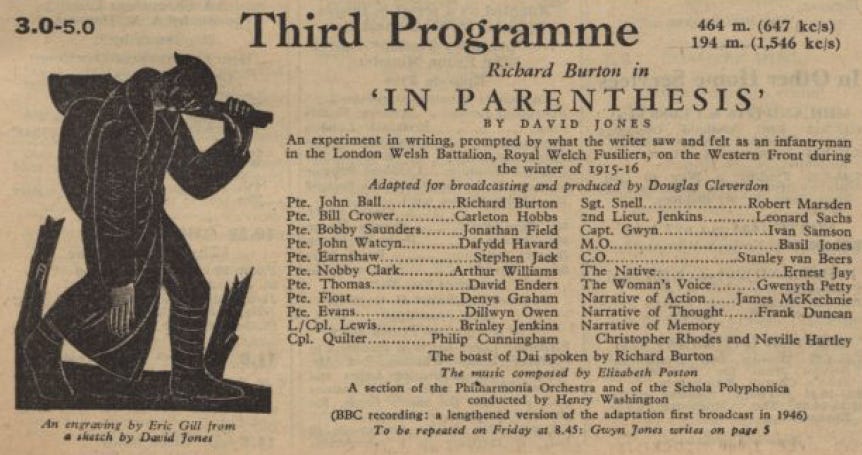 3.0-5.0
Third Programme
464 m. (647 kc/s)
194 m. (1,546 kc/s)
Richard Burton in
'IN PARENTHESIS'
BY DAVID JONES
An experiment in writing, prompted by what the writer saw and felt as an infantryman
in the London Welsh Battalion, Royal Welch Fusiliers, on the Western Front during
the winter of 1915-16
Adapted for broadcasting and produced by Douglas Cleverdon
Pte. John Ball..............Richard Burton
Pte. Bill Crower............Carleton Hobbs
Pte. Bobby Saunders........Jonathan Field
Pte. John Watcyn..........Dafydd Havard
Pte. Earnshaw................Stephen Jack
Pte. Nobby Clark..........Arthur Williams
Pte. Thomas..................David Enders
Pte. Float....................Denys Graham
Pte. Evans....................Dillwyn Owen
L/Cpl. Lewis................Brinley Jenkins
Cpl. Quilter............Philip Cunningham
Sgt. Snell....................Robert Marsden
2nd Lieut. Jenkins..........Leonard Sachs
Capt. Gwyn....................Ivan Samson
M.O...............................Basil Jones
C.O.........................Stanley van Beers
The Native......................Ernest Jay
The Woman's Voice......Gwenyth Petty
Narrative of Action......James McKechnie
Narrative of Thought......Frank Duncan
Narrative of Memory
Christopher Rhodes and Neville Hartley
The boast of Dai spoken by Richard Burton
The music composed by Elizabeth Poston
A section of the Philharmonia Orchestra and of the Schola Polyphonica
conducted by Henry Washington
(BBC recording: a lengthened version of the adaptation first broadcast in 1946)
To be repeated on Friday at 8.45: Gwyn Jones writes on page 5
An engraving by Eric Gill from
a sketch by David Jones